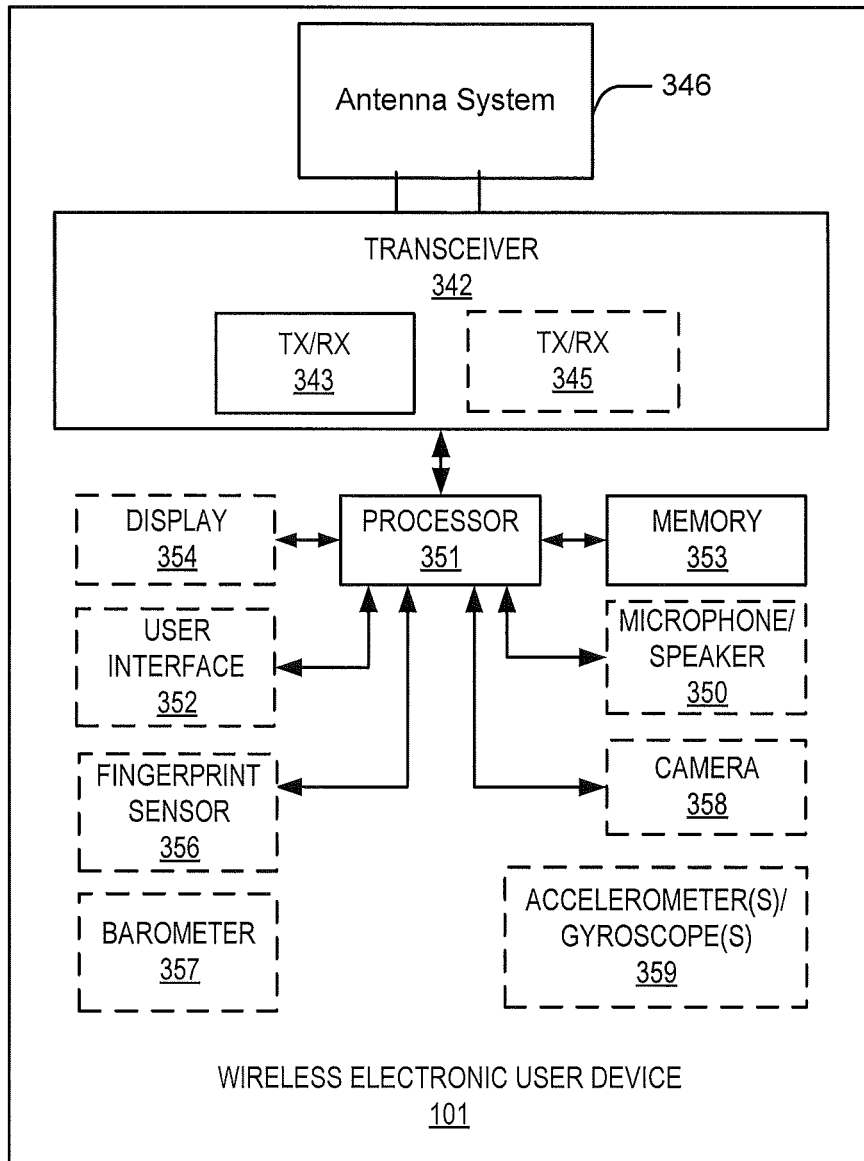 Antenna System
346
TRANSCEIVER
342
TX/RX
343
TX/RX
345
DISPLAY
354
PROCESSOR
351
MEMORY
353
USER
INTERFACE
352
MICROPHONE/
SPEAKER
350
FINGERPRINT
SENSOR
356
CAMERA
358
BAROMETER
357
ACCELEROMETER(S)/
GYROSCOPE(S)
359
WIRELESS ELECTRONIC USER DEVICE
101